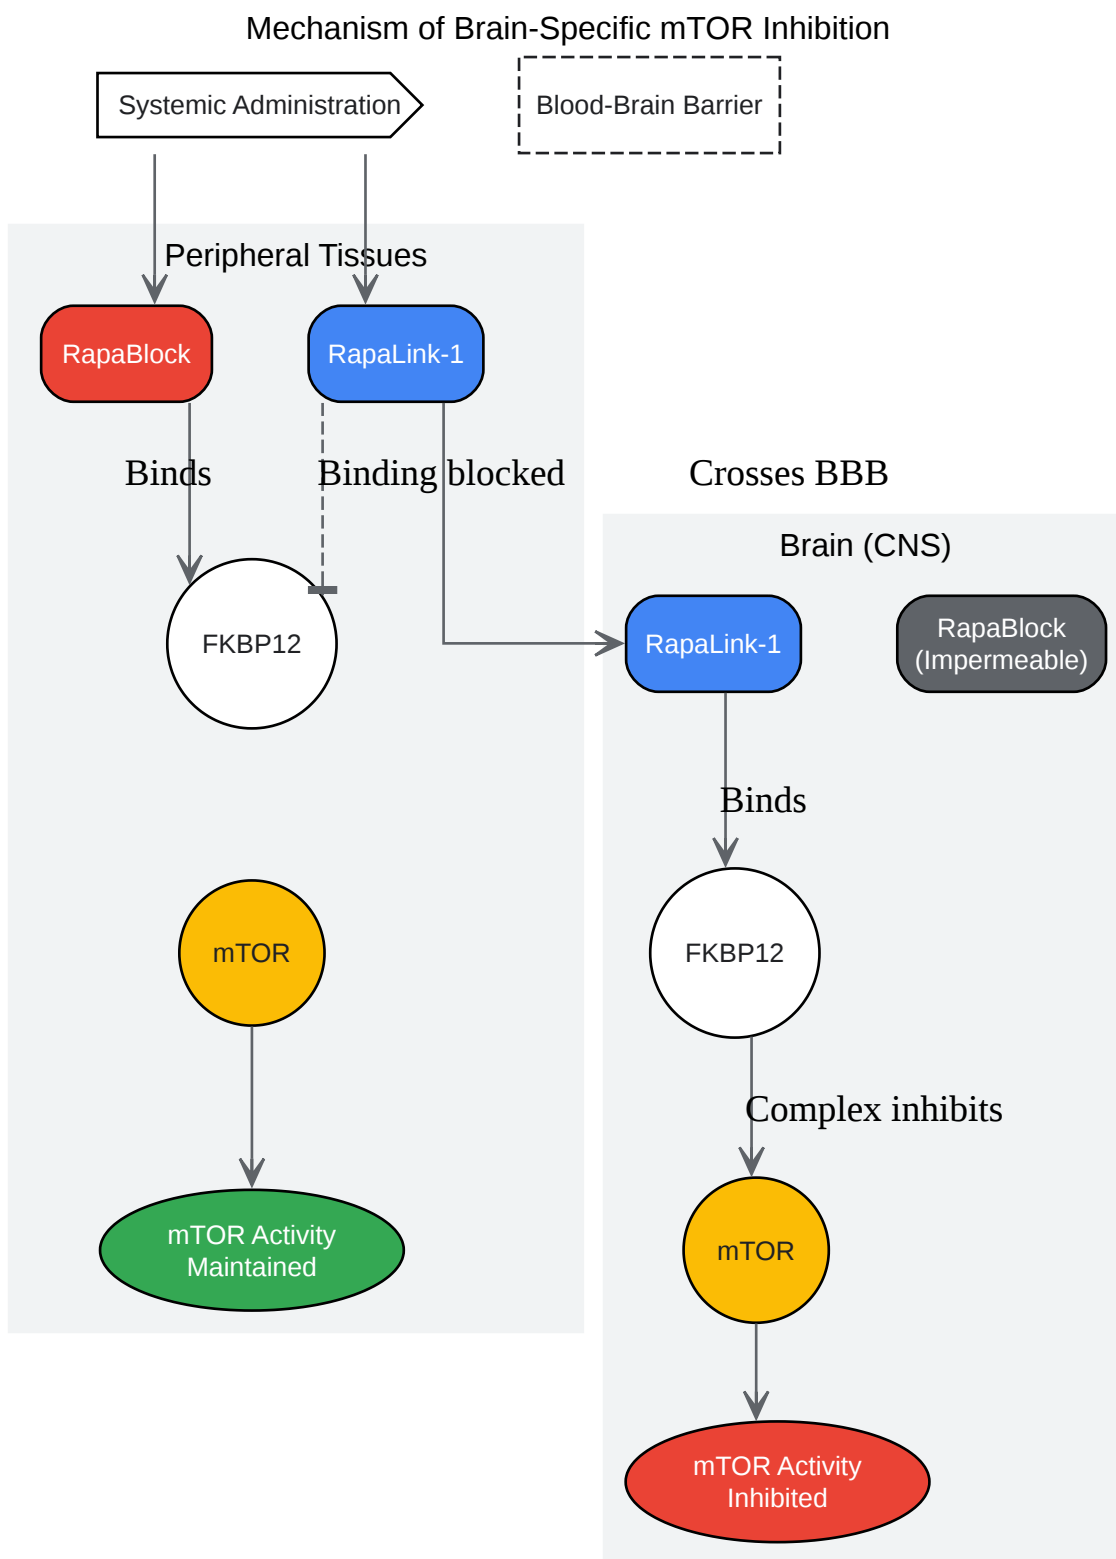 Mechanism of Brain-Specific mTOR Inhibition
Systemic Administration
Blood-Brain Barrier
Peripheral Tissues
RapaBlock
RapaLink-1
Binds
Binding blocked
Crosses BBB
Brain (CNS)
FKBP12
RapaLink-1
RapaBlock
(Impermeable)
Binds
mTOR
FKBP12
Complex inhibits
mTOR Activity
Maintained
mTOR
mTOR Activity
Inhibited